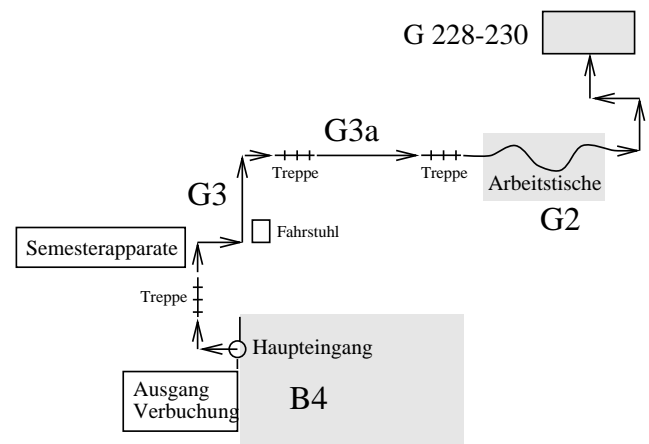 G 228-230
G3a
Treppe
Treppe
Arbeitstische
G3
G2
Fahrstuhl
Semesterapparate
Treppe
Haupteingang
Ausgang
Verbuchung
B4